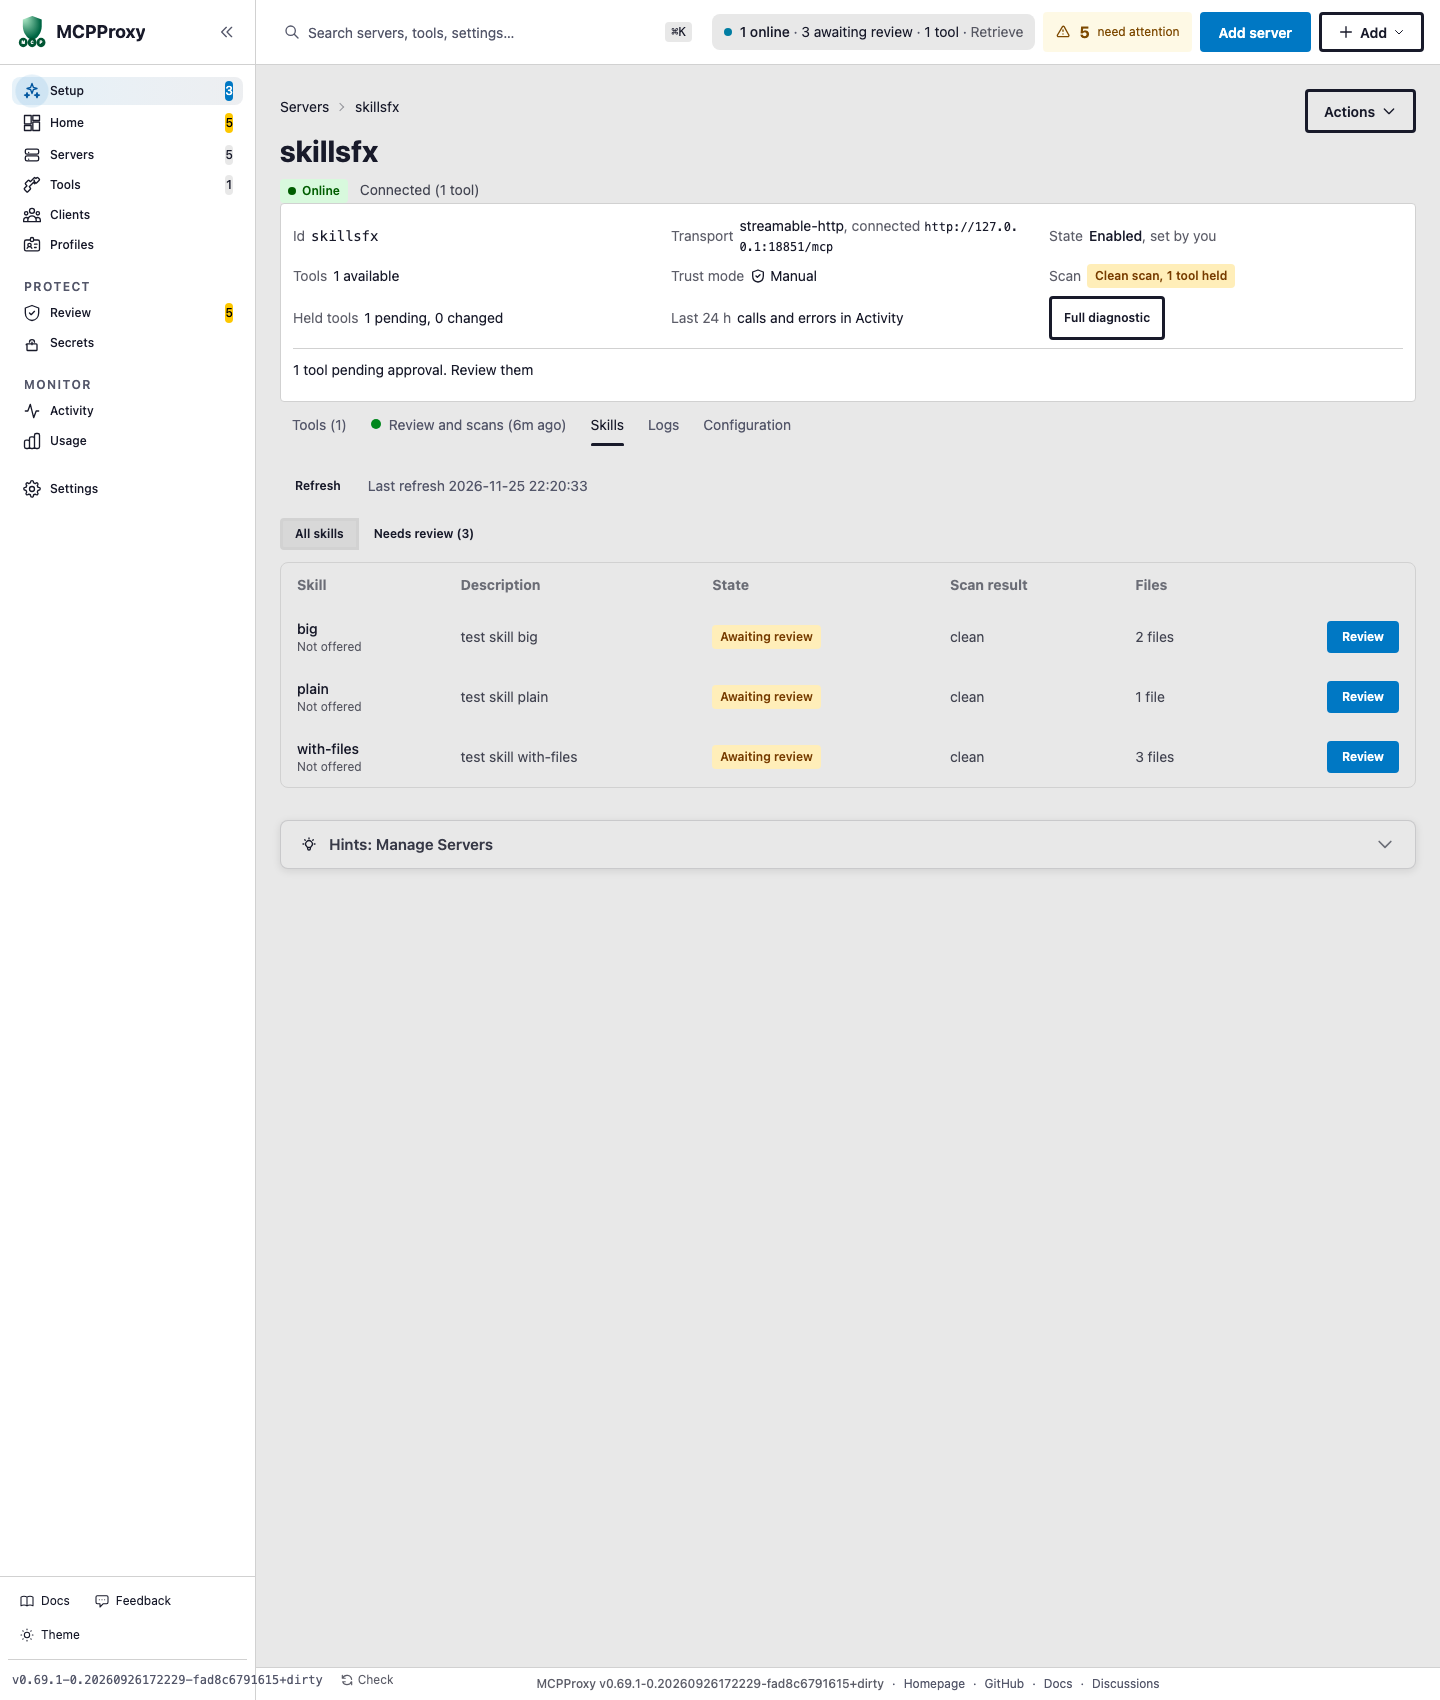 MCPProxy
Search servers, tools, settings...
⌘K
1 online · 3 awaiting review · 1 tool · Retrieve
5 need attention
Add server
Add
Setup 3
Home 5
Servers 5
Tools 1
Clients
Profiles
PROTECT
Review 5
Secrets
MONITOR
Activity
Usage
Settings
Servers > skillsfx
Actions
skillsfx
Online Connected (1 tool)
Id skillsfx
Transport streamable-http, connected http://127.0.
0.1:18851/mcp
State Enabled, set by you
Tools 1 available
Trust mode Manual
Scan Clean scan, 1 tool held
Held tools 1 pending, 0 changed
Last 24 h calls and errors in Activity
Full diagnostic
1 tool pending approval. Review them
Tools (1) Review and scans (6m ago) Skills Logs Configuration
Refresh Last refresh 2026-11-25 22:20:33
All skills Needs review (3)
Skill Description State Scan result Files
big
Not offered
test skill big Awaiting review clean 2 files Review
plain
Not offered
test skill plain Awaiting review clean 1 file Review
with-files
Not offered
test skill with-files Awaiting review clean 3 files Review
Hints: Manage Servers
Docs Feedback
Theme
v0.69.1-0.20260926172229-fad8c6791615+dirty Check
MCPProxy v0.69.1-0.20260926172229-fad8c6791615+dirty · Homepage · GitHub · Docs · Discussions